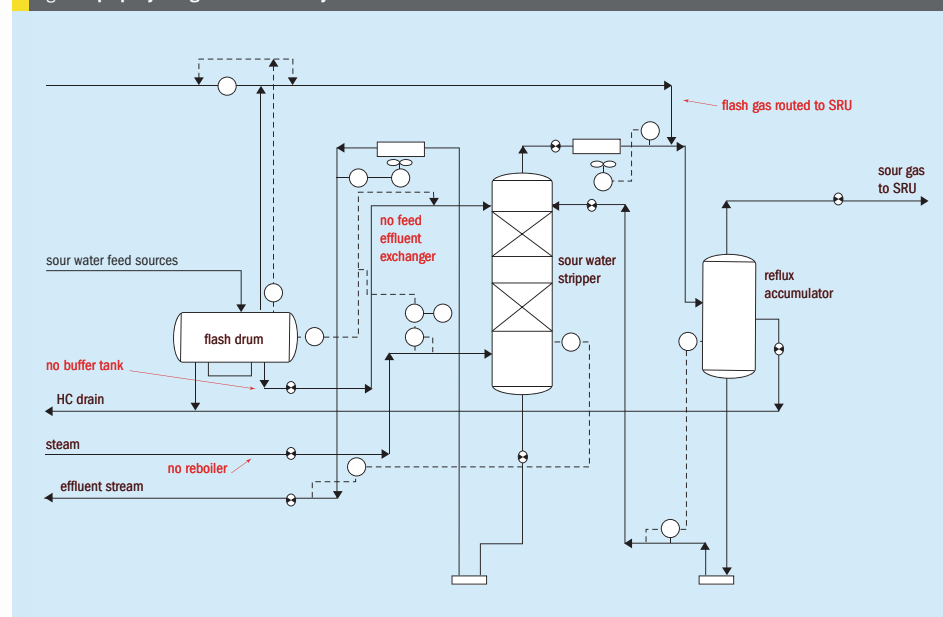 flash gas routed to SRU
sour gas
to SRU
no feed
effluent
exchanger
sour water feed sources
sour water
stripper
reflux
accumulator
flash drum
no buffer tank
HC drain
steam
no reboiler
effluent stream